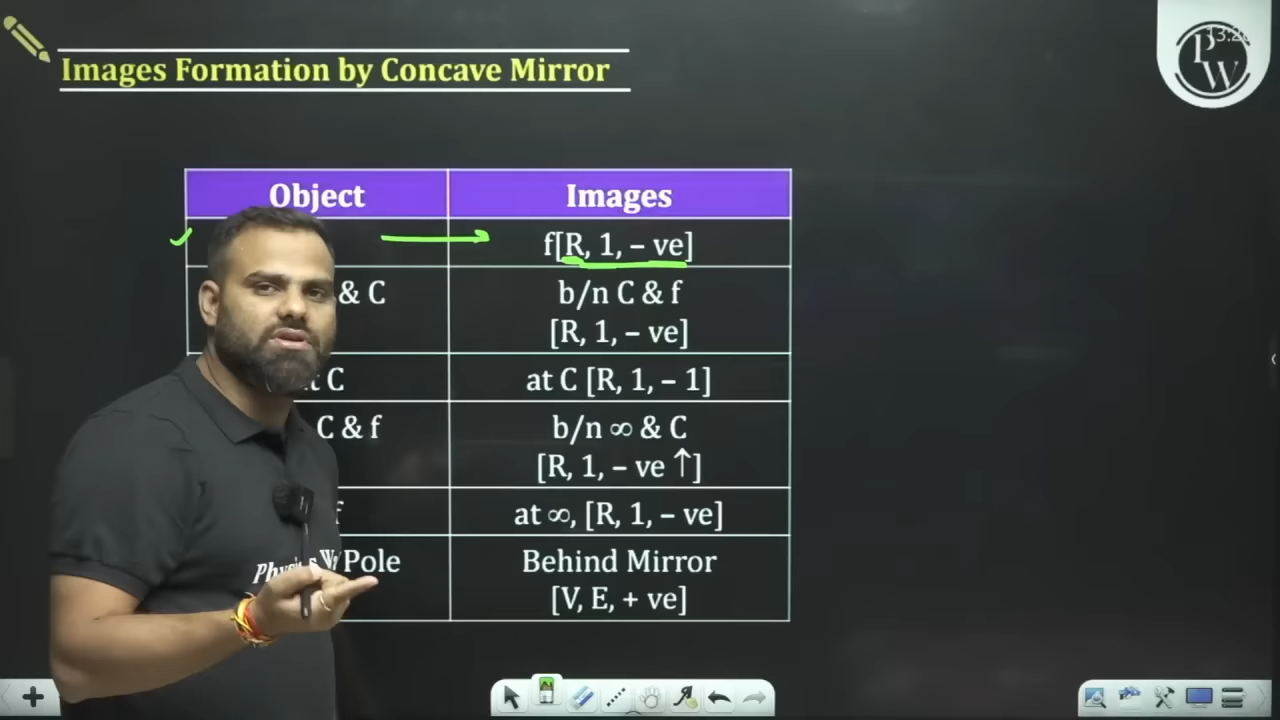 Images Formation by Concave Mirror
PW
Object Images
f[R, 1, – ve]
& C b/n C & f
[R, 1, – ve]
C at C [R, 1, – 1]
C & f b/n ∞ & C
[R, 1, – ve ↑]
f at ∞, [R, 1, – ve]
Pole Behind Mirror
[V, E, + ve]